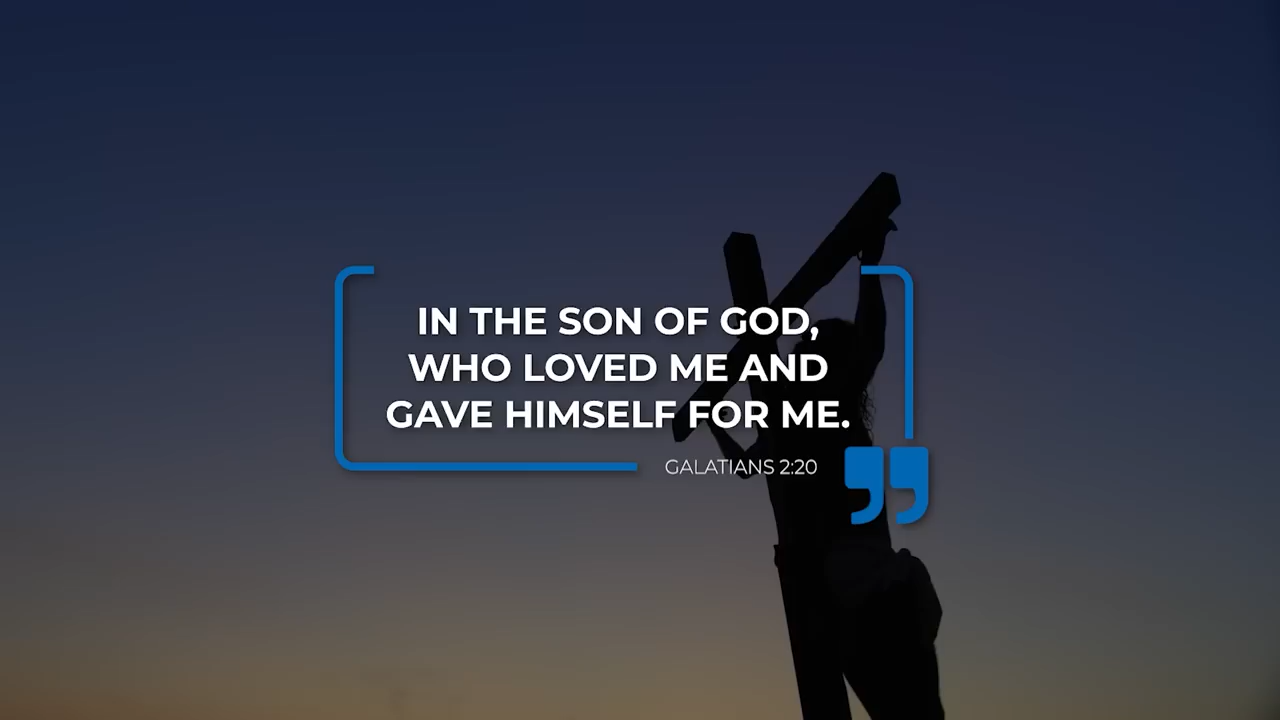 IN THE SON OF GOD,
WHO LOVED ME AND
GAVE HIMSELF FOR ME.
GALATIANS 2:20